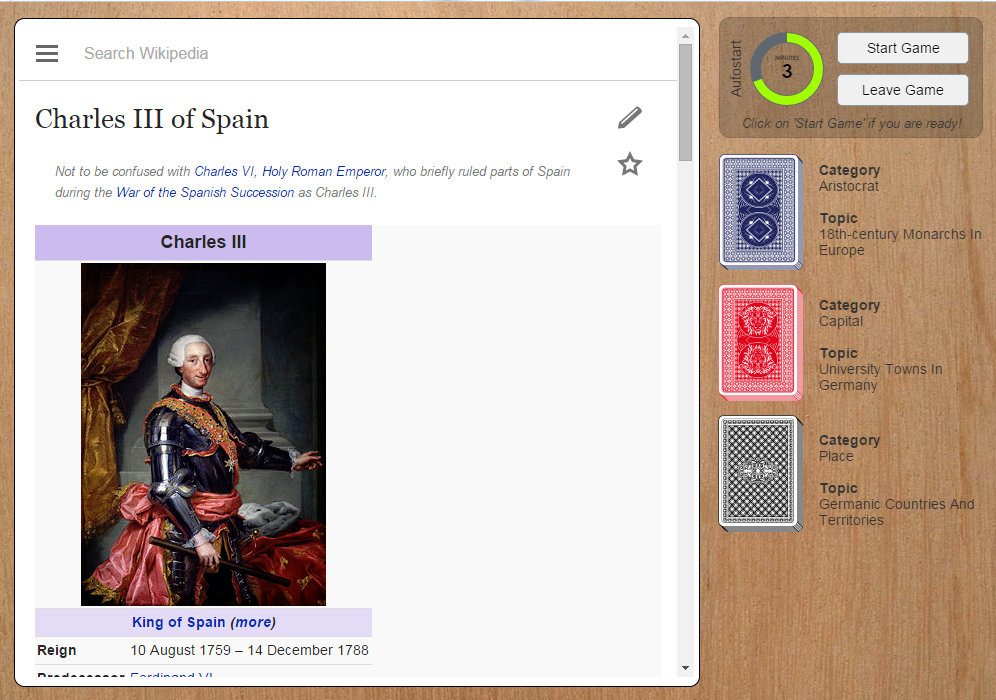 Search Wikipedia
Charles III of Spain
Not to be confused with Charles VI, Holy Roman Emperor, who briefly ruled parts of Spain
during the War of the Spanish Succession as Charles III.
Charles III
King of Spain (more)
Reign 10 August 1759 – 14 December 1788
Predecessor Ferdinand VI
Autostart
MINUTES
3
Start Game
Leave Game
Click on 'Start Game' if you are ready!
Category
Aristocrat
Topic
18th-century Monarchs In
Europe
Category
Capital
Topic
University Towns In
Germany
Category
Place
Topic
Germanic Countries And
Territories